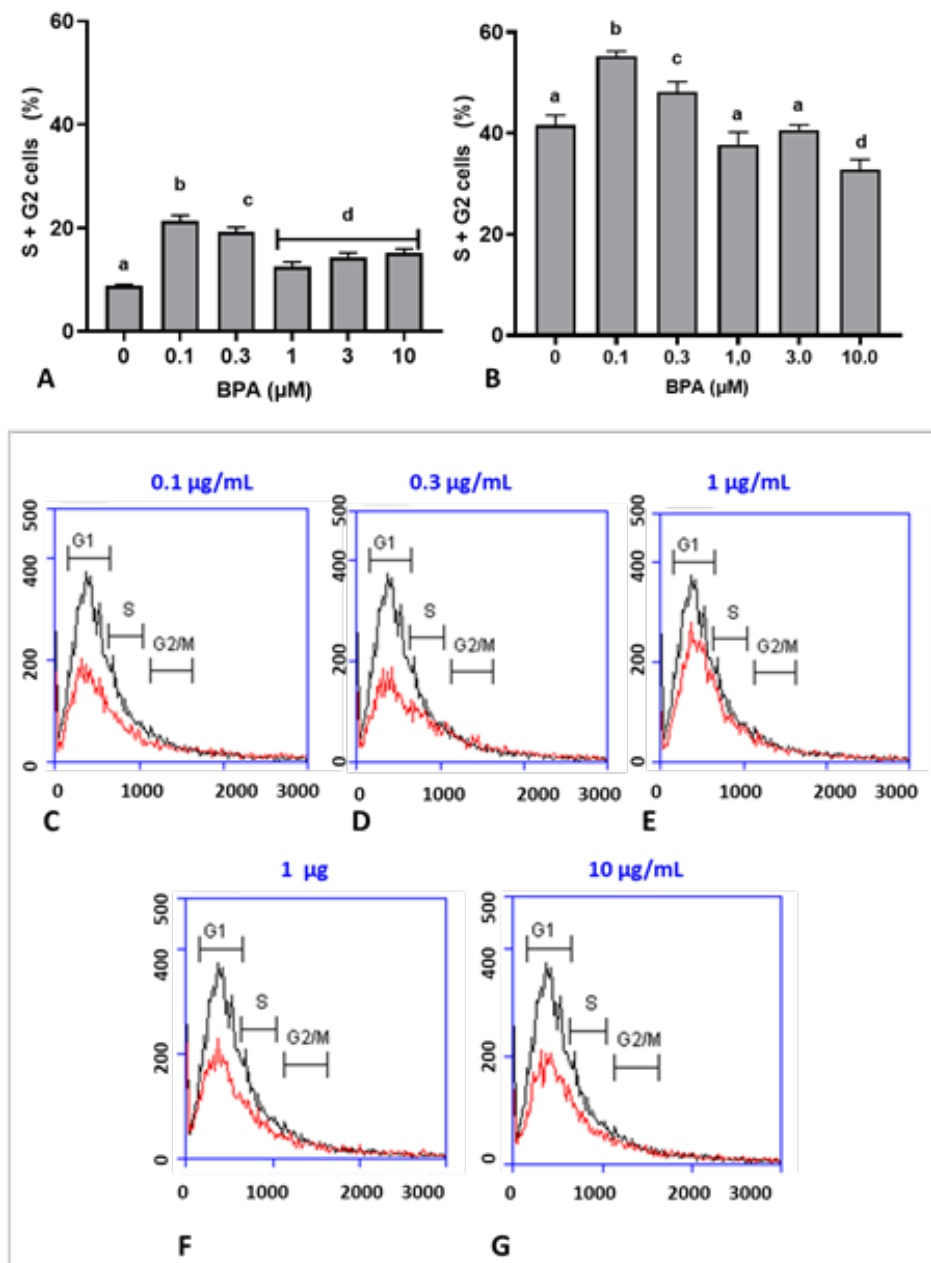 60
40
20
0
S + G2 cells (%)
a
b
c
d
0 0.1 0.3 1 3 10
BPA (µM)
A
60
40
20
0
S + G2 cells (%)
a
b
c
a
a
d
0 0.1 0.3 1,0 3.0 10.0
BPA (µM)
B
0.1 µg/mL
500
400
200
0
G1
S
G2/M
0 1000 2000 3000
C
0.3 µg/mL
500
400
200
0
G1
S
G2/M
0 1000 2000 3000
D
1 µg/mL
500
400
200
0
G1
S
G2/M
0 1000 2000 3000
E
1 µg
500
400
200
0
G1
S
G2/M
0 1000 2000 3000
F
10 µg/mL
500
400
200
0
G1
S
G2/M
0 1000 2000 3000
G